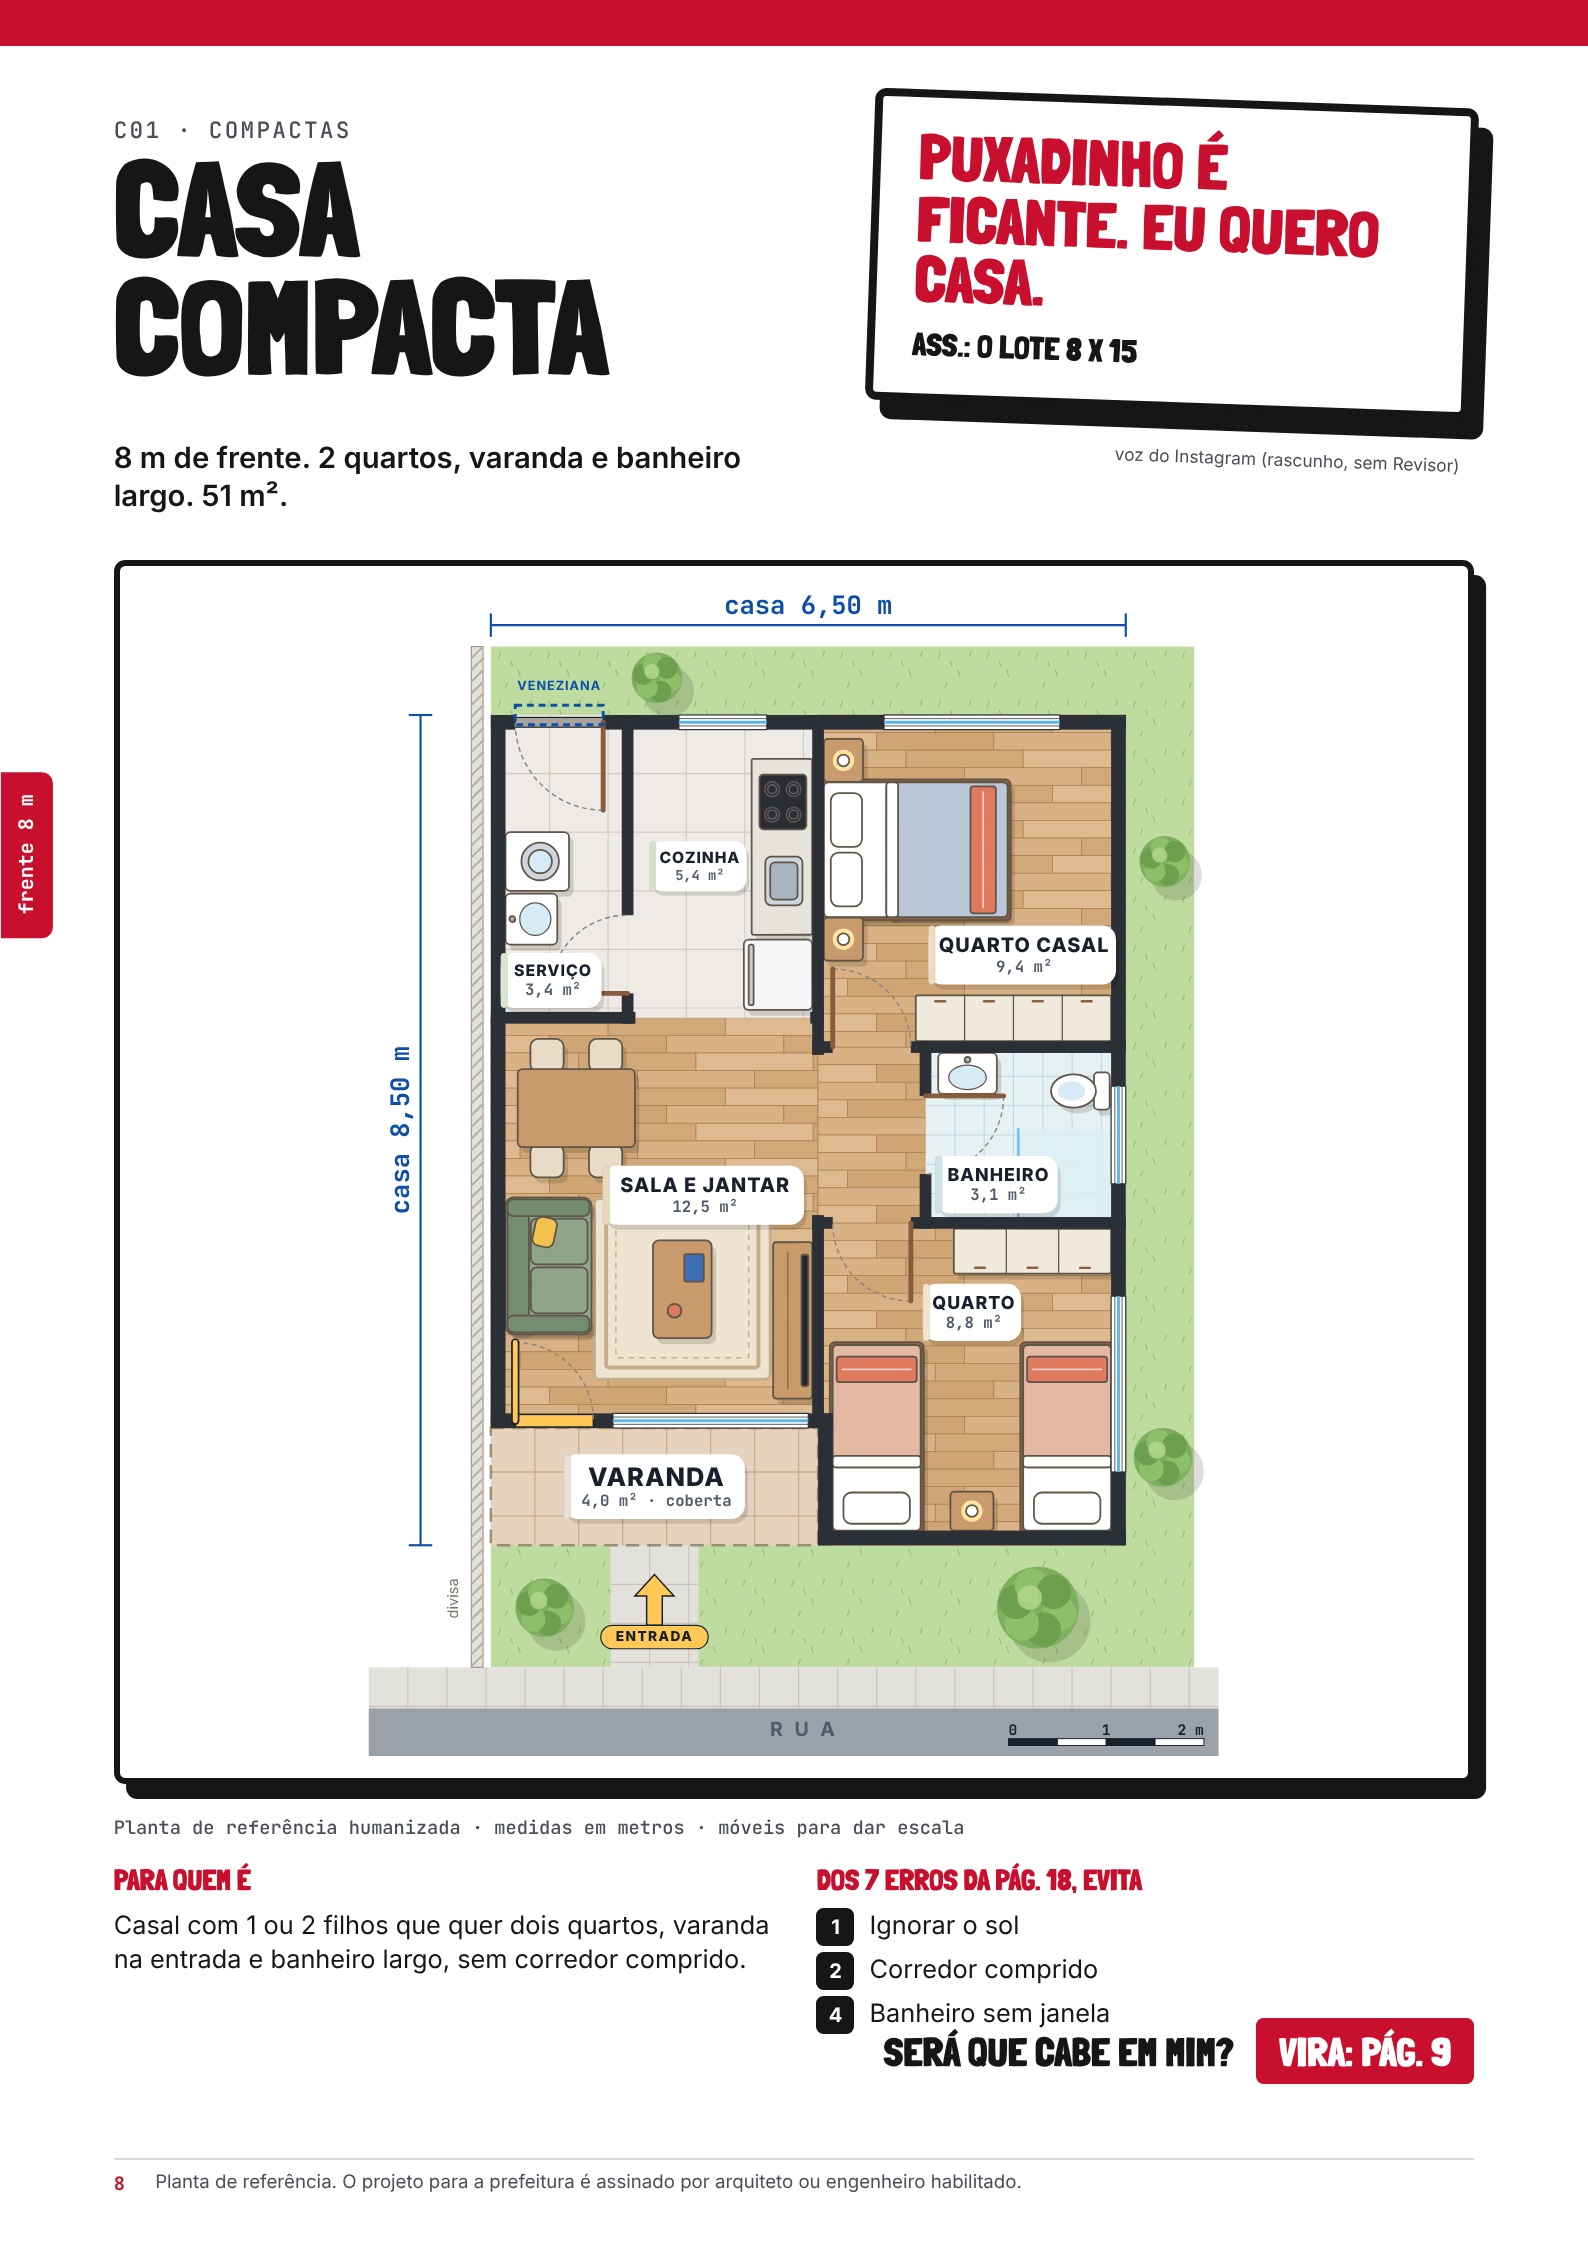 C01 · COMPACTAS
CASA
COMPACTA
8 m de frente. 2 quartos, varanda e banheiro
largo. 51 m².
PUXADINHO É
FICANTE. EU QUERO
CASA.
ASS.: O LOTE 8 X 15
voz do Instagram (rascunho, sem Revisor)
frente 8 m
casa 6,50 m
VENEZIANA
COZINHA
5,4 m²
QUARTO CASAL
9,4 m²
SERVIÇO
3,4 m²
casa 8,50 m
SALA E JANTAR
12,5 m²
BANHEIRO
3,1 m²
QUARTO
8,8 m²
VARANDA
4,0 m² · coberta
divisa
ENTRADA
RUA
0 1 2 m
Planta de referência humanizada · medidas em metros · móveis para dar escala
PARA QUEM É
Casal com 1 ou 2 filhos que quer dois quartos, varanda
na entrada e banheiro largo, sem corredor comprido.
DOS 7 ERROS DA PÁG. 18, EVITA
1 Ignorar o sol
2 Corredor comprido
4 Banheiro sem janela
SERÁ QUE CABE EM MIM?
VIRA: PÁG. 9
8 Planta de referência. O projeto para a prefeitura é assinado por arquiteto ou engenheiro habilitado.